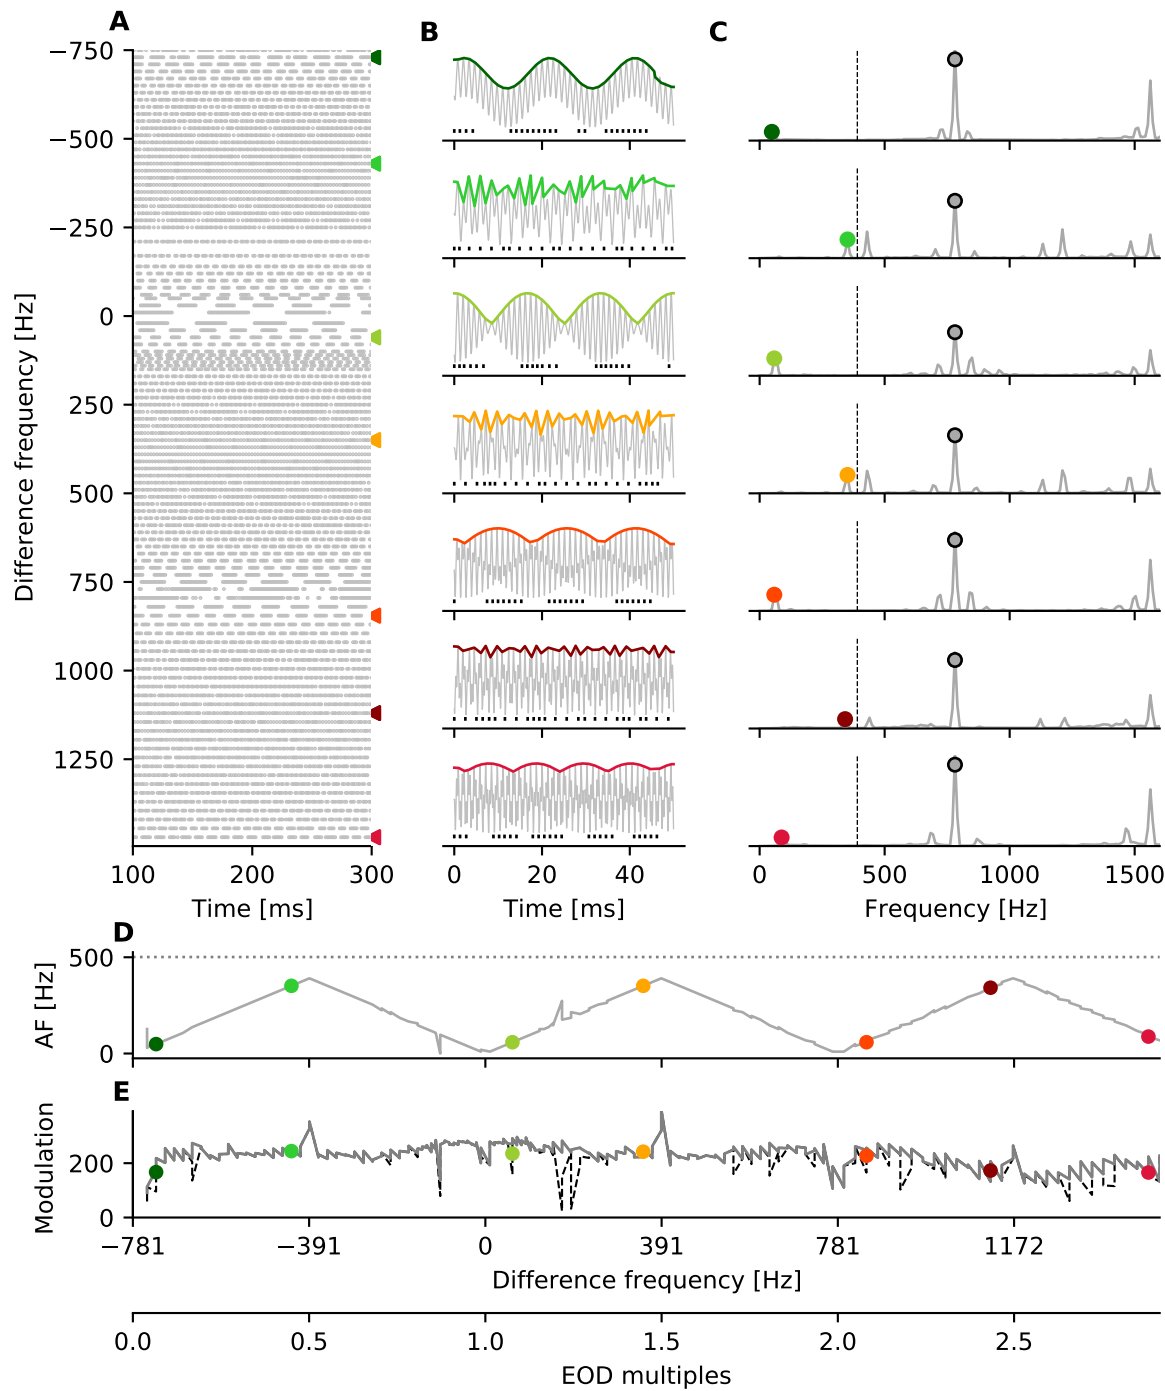 A
B
C
−750
−500
−250
0
250
500
750
1000
1250
Difference frequency [Hz]
100 200 300
0 20 40
0 500 1000 1500
Time [ms]
Time [ms]
Frequency [Hz]
D
500
0
AF [Hz]
E
200
0
Modulation
−781 −391 0 391 781 1172
Difference frequency [Hz]
0.0 0.5 1.0 1.5 2.0 2.5
EOD multiples